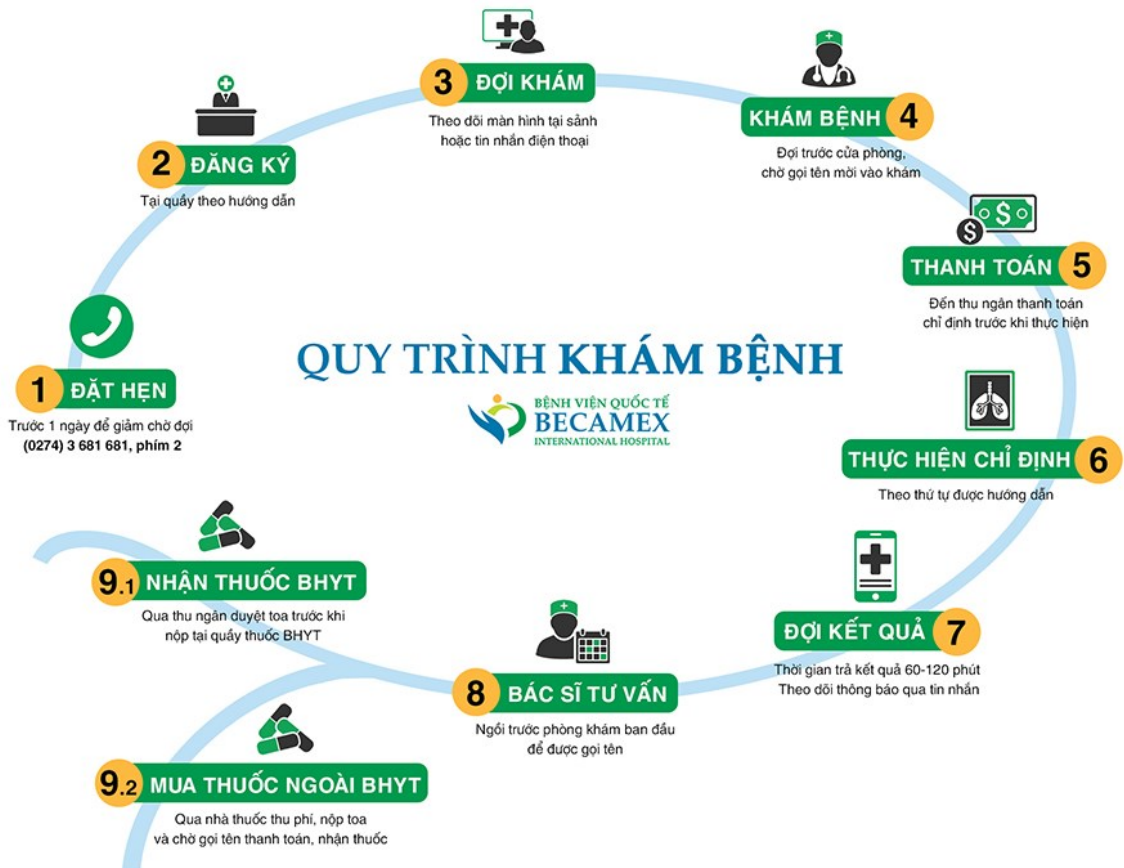 QUY TRÌNH KHÁM BỆNH
BỆNH VIỆN QUỐC TẾ
BECAMEX
INTERNATIONAL HOSPITAL
1 ĐẶT HẸN
Trước 1 ngày để giảm chờ đợi
(0274) 3 681 681, phím 2
2 ĐĂNG KÝ
Tại quầy theo hướng dẫn
3 ĐỢI KHÁM
Theo dõi màn hình tại sảnh
hoặc tin nhắn điện thoại
KHÁM BỆNH 4
Đợi trước cửa phòng,
chờ gọi tên mời vào khám
$
$
THANH TOÁN 5
Đến thu ngân thanh toán
chỉ định trước khi thực hiện
THỰC HIỆN CHỈ ĐỊNH 6
Theo thứ tự được hướng dẫn
ĐỢI KẾT QUẢ 7
Thời gian trả kết quả 60-120 phút
Theo dõi thông báo qua tin nhắn
8 BÁC SĨ TƯ VẤN
Ngồi trước phòng khám ban đầu
để được gọi tên
9.1 NHẬN THUỐC BHYT
Qua thu ngân duyệt toa trước khi
nộp tại quầy thuốc BHYT
9.2 MUA THUỐC NGOÀI BHYT
Qua nhà thuốc thu phí, nộp toa
và chờ gọi tên thanh toán, nhận thuốc